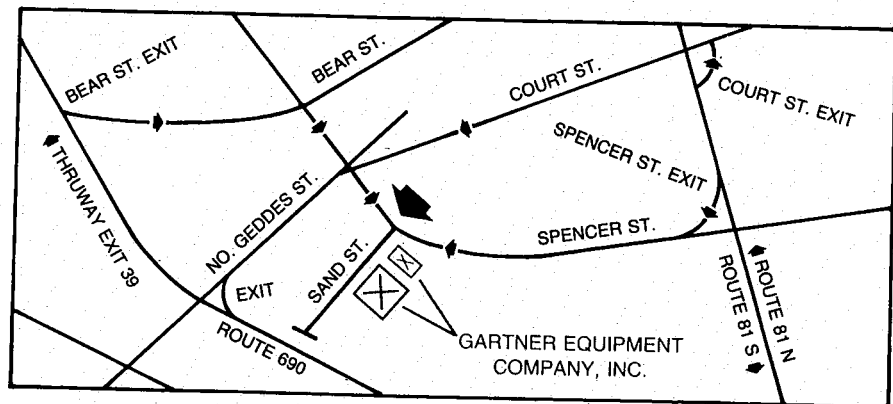 BEAR ST. EXIT
BEAR ST.
COURT ST.
COURT ST. EXIT
SPENCER ST. EXIT
THRUWAY EXIT 39
NO. GEDDES ST.
SAND ST.
SPENCER ST.
EXIT
ROUTE 690
ROUTE 81 S
ROUTE 81 N
GARTNER EQUIPMENT
COMPANY, INC.